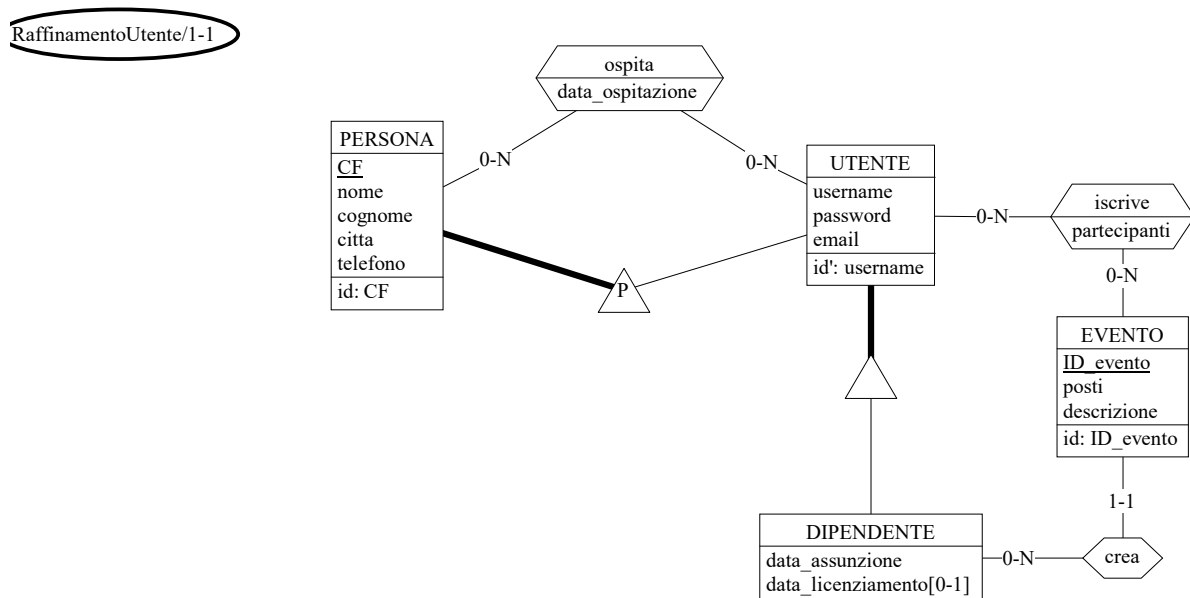 RaffinamentoUtente/1-1
ospita
data_ospitazione
PERSONA
CF
nome
cognome
citta
telefono
id: CF
0-N
0-N
P
UTENTE
username
password
email
id': username
0-N
iscrive
partecipanti
0-N
EVENTO
ID_evento
posti
descrizione
id: ID_evento
1-1
DIPENDENTE
data_assunzione
data_licenziamento[0-1]
0-N
crea